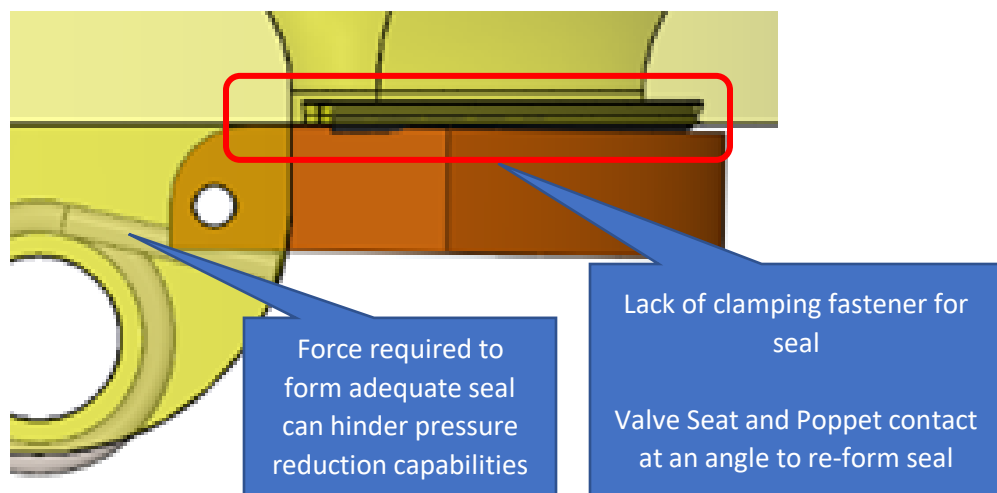 Force required to
form adequate seal
can hinder pressure
reduction capabilities
Lack of clamping fastener for
seal
Valve Seat and Poppet contact
at an angle to re-form seal